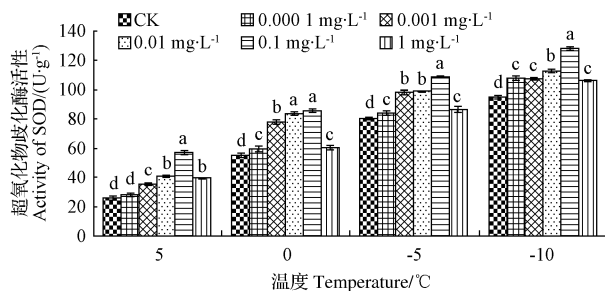 CK 0.000 1 mg·L-1 0.001 mg·L-1
0.01 mg·L-1 0.1 mg·L-1 1 mg·L-1
超氧化物歧化酶活性
Activity of SOD/(U·g-1)
140
120
100
80
60
40
20
0
d d c b a b
d c b a a c
d c b b a c
d c c b a c
5 0 -5 -10
温度 Temperature/℃